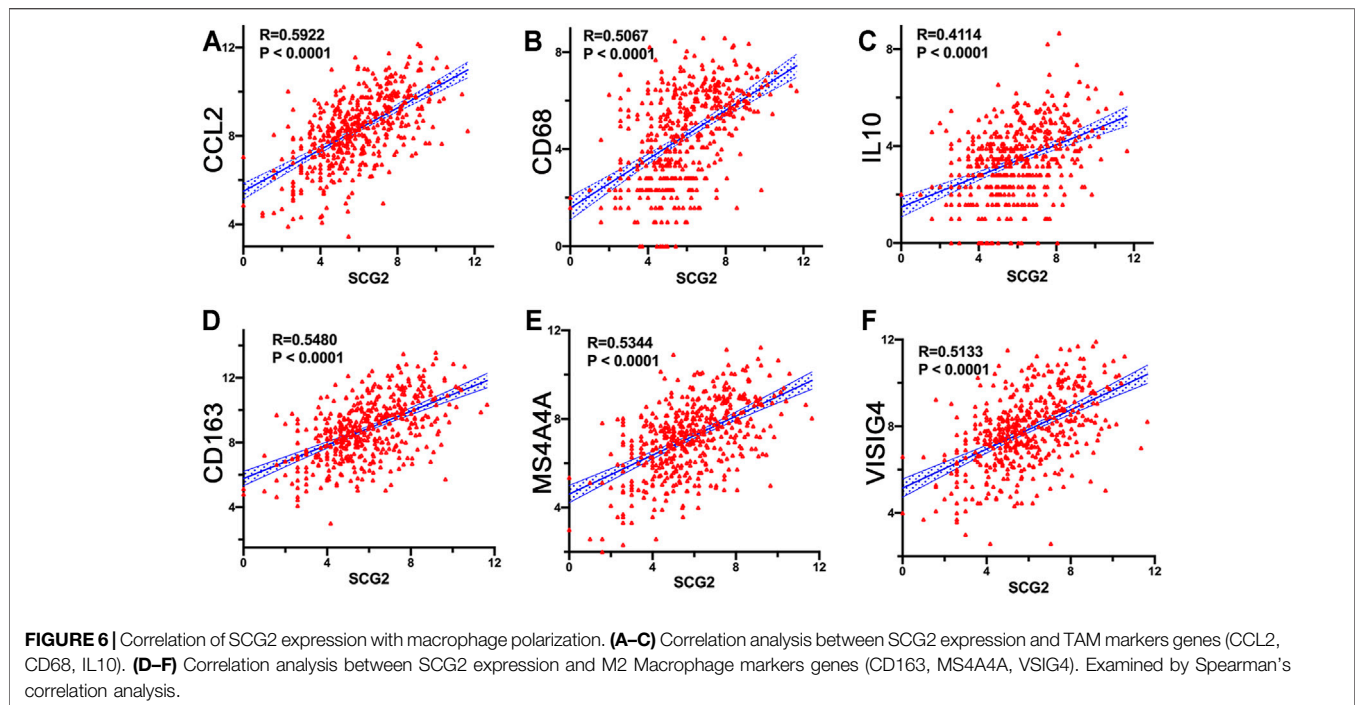 A
R=0.5922
P < 0.0001
12
8
4
CCL2
0
4
8
12
SCG2
B
R=0.5067
P <0.0001
8
4
0
CD68
0
4
8
12
SCG2
C
R=0.4114
P <0.0001
8
4
0
IL10
0
4
8
12
SCG2
D
R=0.5480
P < 0.0001
12
8
4
CD163
0
4
8
12
SCG2
E
R=0.5344
P <0.0001
12
8
4
MS4A4A
0
4
8
12
SCG2
F
R=0.5133
P <0.0001
12
8
4
VISIG4
0
4
8
12
SCG2
FIGURE 6 | Correlation of SCG2 expression with macrophage polarization. (A–C) Correlation analysis between SCG2 expression and TAM markers genes (CCL2,
CD68, IL10). (D–F) Correlation analysis between SCG2 expression and M2 Macrophage markers genes (CD163, MS4A4A, VSIG4). Examined by Spearman's
correlation analysis.